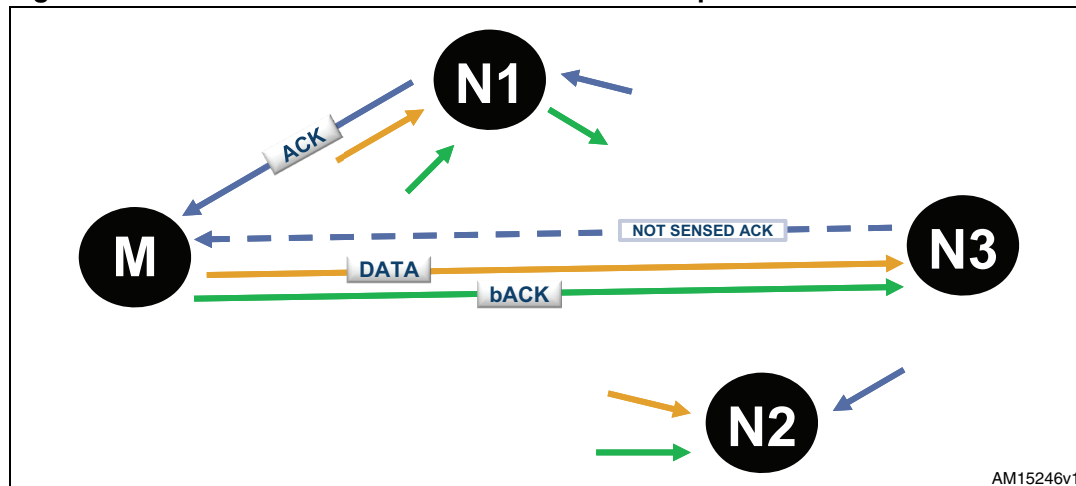 N1
ACK
NOT SENSED ACK
M
N3
DATA
bACK
N2
AM15246v1